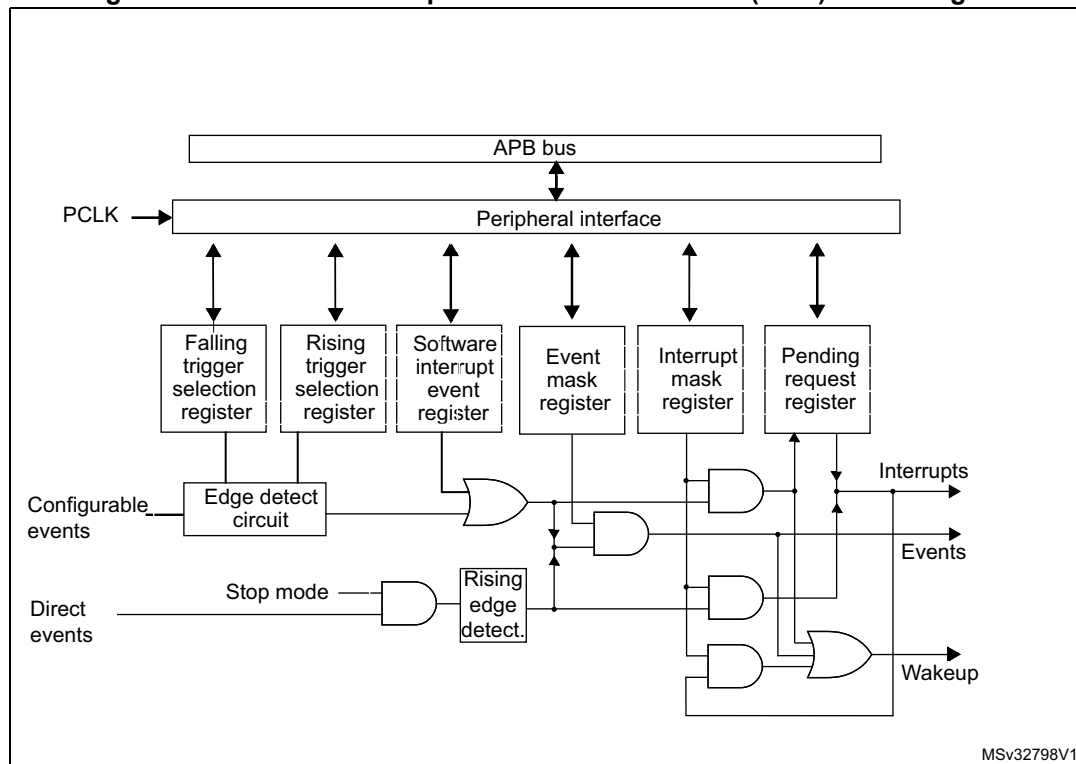 APB bus
PCLK
Peripheral interface
Falling
trigger
selection
register
Rising
trigger
selection
register
Software
interrupt
event
register
Event
mask
register
Interrupt
mask
register
Pending
request
register
Interrupts
Configurable
events
Edge detect
circuit
Events
Stop mode
Rising
edge
detect.
Direct
events
Wakeup
MSv32798V1